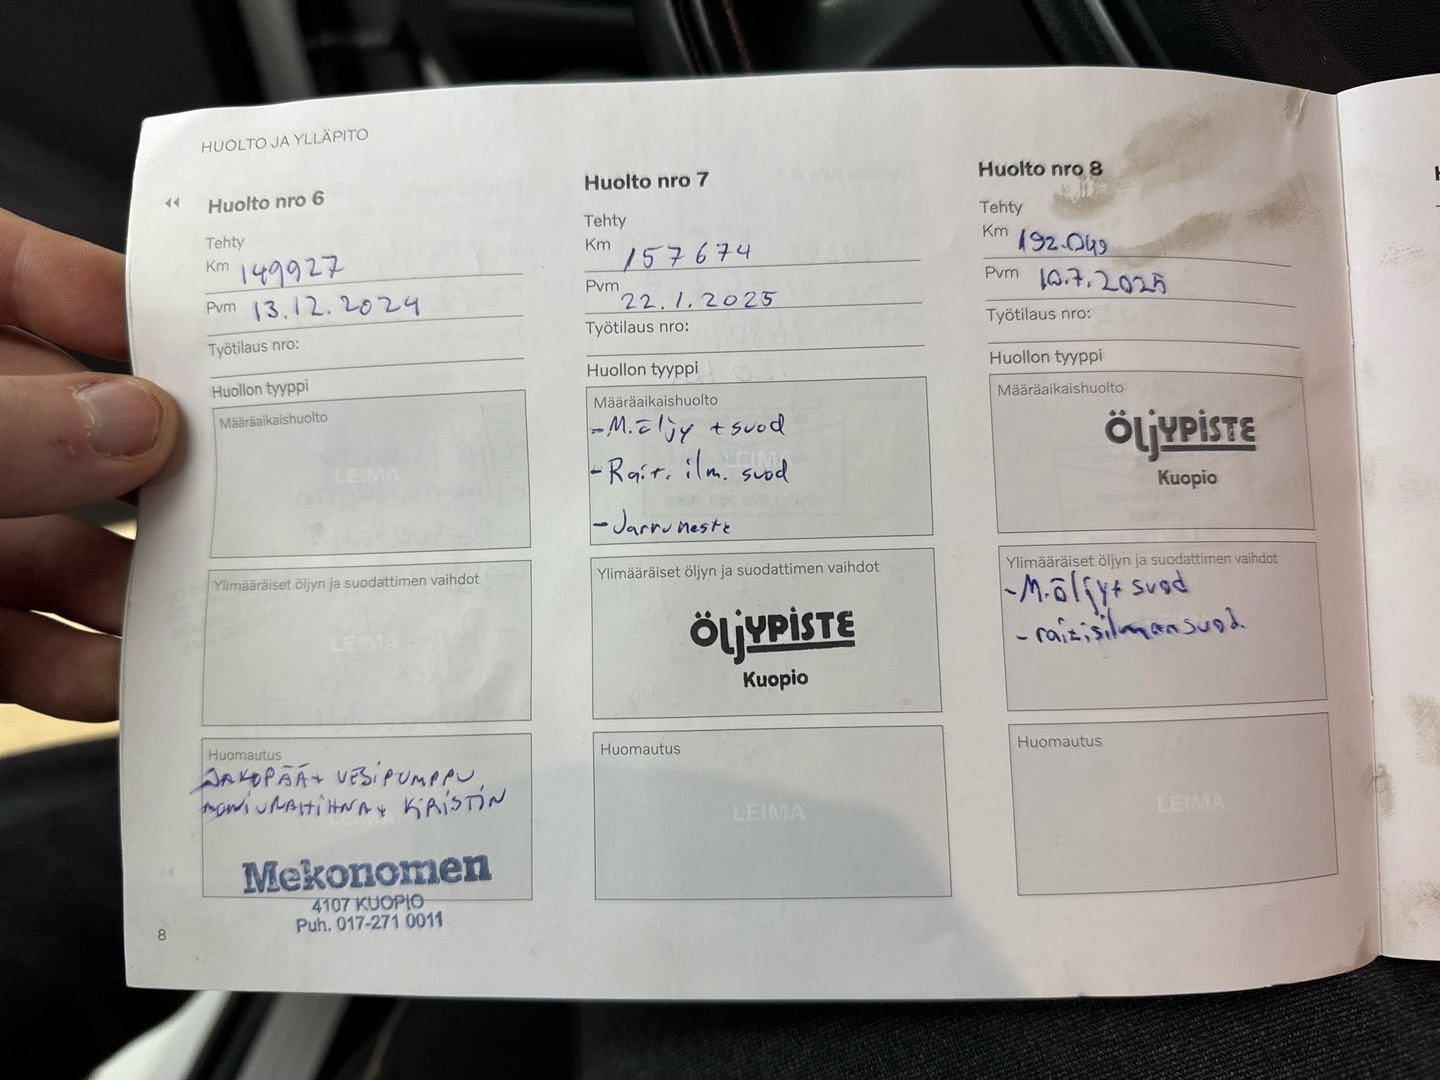 HUOLTO JA YLLÄPITO
Huolto nro 6
Tehty
Km 149927
Pvm 13.12.2024
Työtilaus nro:
Huollon tyyppi
Määräaikaishuolto
LEIMA
Ylimääräiset öljyn ja suodattimen vaihdot
LEIMA
Huomautus
JAKOPÄÄ + VESIPUMPPU
MONIURAHIHNA + KIRISTIN
Mekonomen
4107 KUOPIO
Puh. 017-271 0011
8
Huolto nro 7
Tehty
Km 157674
Pvm 22.1.2025
Työtilaus nro:
Huollon tyyppi
Määräaikaishuolto
- M.öljy + suod
LEIMA
- Rait. ilm. suod
- Jarruneste
Ylimääräiset öljyn ja suodattimen vaihdot
ÖljYPISTE
Kuopio
Huomautus
LEIMA
Huolto nro 8
Tehty
Km 192.049
Pvm 10.7.2025
Työtilaus nro:
Huollon tyyppi
Määräaikaishuolto
ÖljYPISTE
Kuopio
Ylimääräiset öljyn ja suodattimen vaihdot
- M.öljy + suod
- raitisilmansuod.
Huomautus
LEIMA